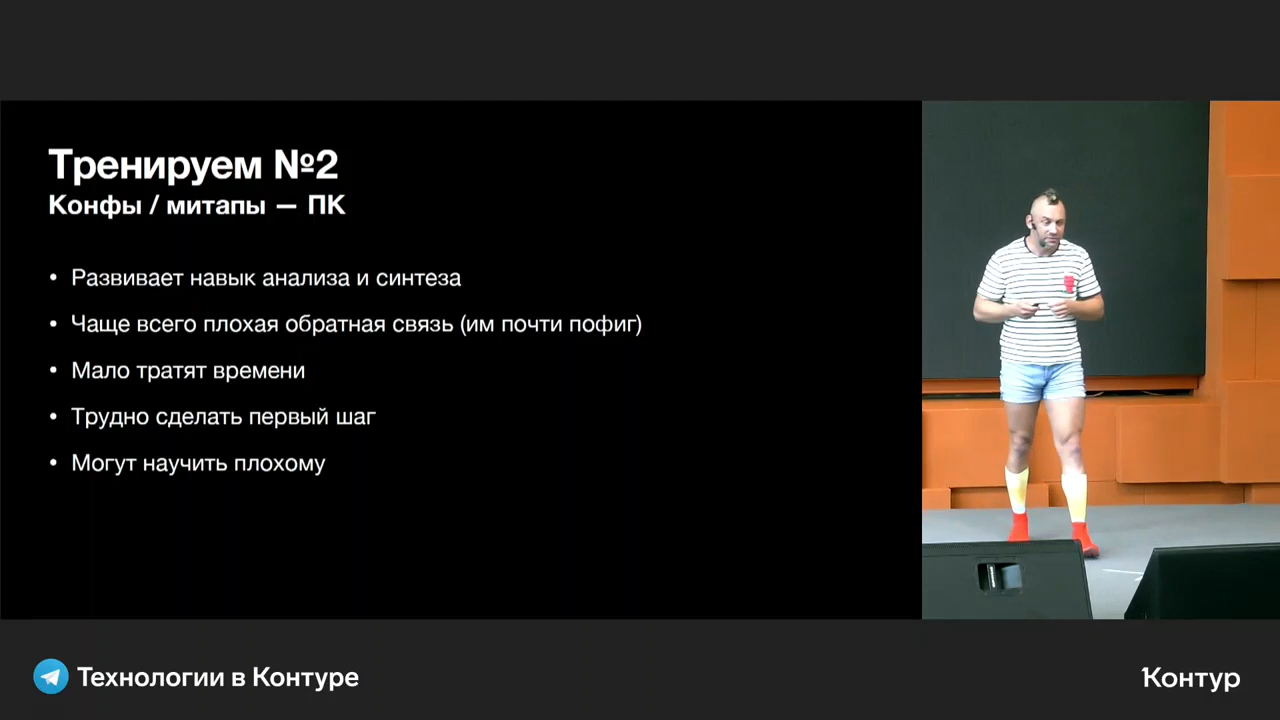 Тренируем №2
Конфы / митапы — ПК
• Развивает навык анализа и синтеза
• Чаще всего плохая обратная связь (им почти пофиг)
• Мало тратят времени
• Трудно сделать первый шаг
• Могут научить плохому
Технологии в Контуре
Контур